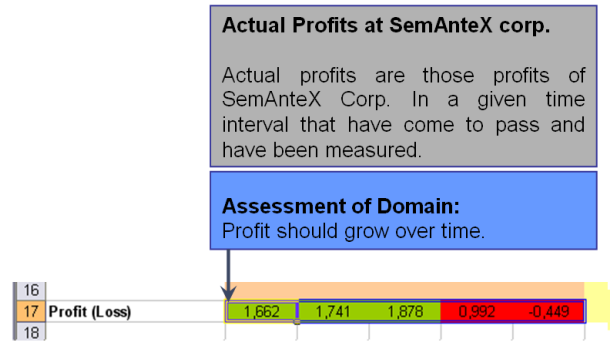 Actual Profits at SemAnteX corp.
Actual profits are those profits of
SemAnteX Corp. In a given time
interval that have come to pass and
have been measured.
Assessment of Domain:
Profit should grow over time.
16
17 Profit (Loss) 1,662 1,741 1,878 0,992 -0,449
18